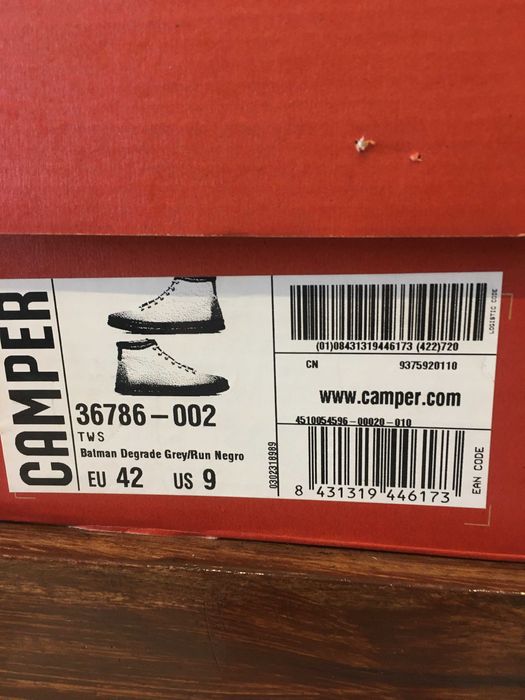 CAMPER
36786-002
TWS
Batman Degrade Grey/Run Negro
EU 42 US 9
0302318989
(01)08431319446173 (422)720
LOGISTIC CODE
CN 9375920110
www.camper.com
4510054596-00020-010
8 431319 446173
EAN CODE